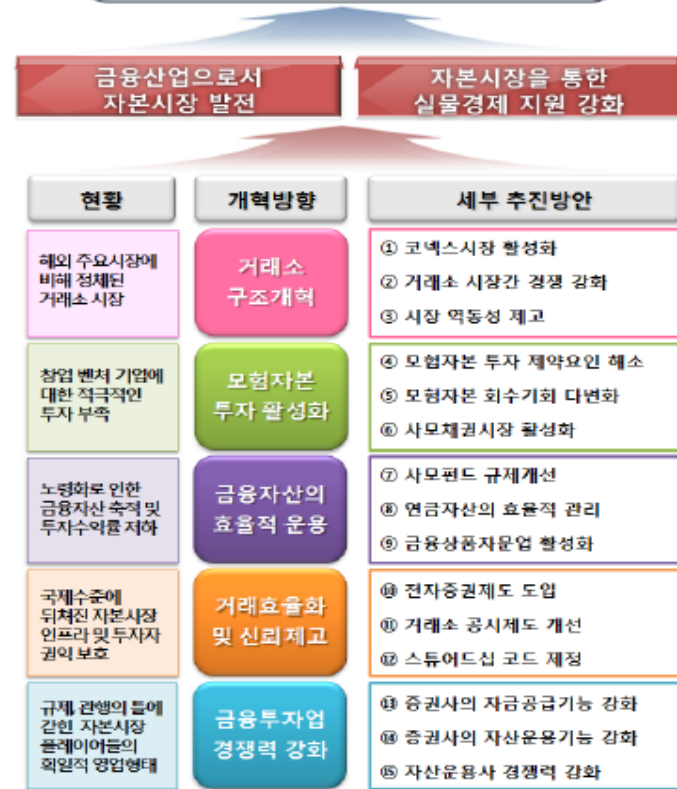 금융산업으로서
자본시장 발전
자본시장을 통한
실물경제 지원 강화
현황
개혁방향
세부 추진방안
해외 주요시장에
비해 정체된
거래소 시장
거래소
구조개혁
① 코넥스시장 활성화
② 거래소 시장간 경쟁 강화
③ 시장 역동성 제고
창업 벤처 기업에
대한 적극적인
투자 부족
모험자본
투자 활성화
④ 모험자본 투자 제약요인 해소
⑤ 모험자본 회수기회 다변화
⑥ 사모채권시장 활성화
노령화로 인한
금융자산 축적 및
투자수익률 저하
금융자산의
효율적 운용
⑦ 사모펀드 규제개선
⑧ 연금자산의 효율적 관리
⑨ 금융상품자문업 활성화
국제수준에
뒤쳐진 자본시장
인프라 및 투자자
권익 보호
거래효율화
및 신뢰제고
⑩ 전자증권제도 도입
⑪ 거래소 공시제도 개선
⑫ 스튜어드십 코드 제정
규제, 관행의 틀에
갇힌 자본시장
플레이어들의
획일적 영업형태
금융투자업
경쟁력 강화
⑬ 증권사의 자금공급기능 강화
⑭ 증권사의 자산운용기능 강화
⑮ 자산운용사 경쟁력 강화